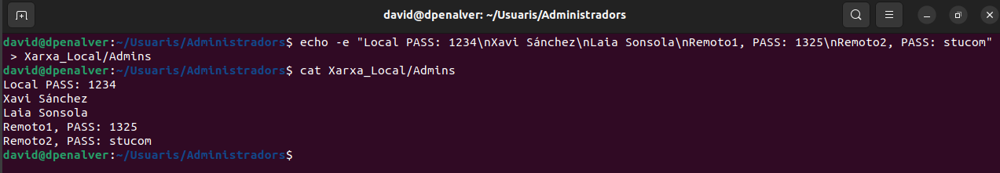 david@dpenalver: ~/Usuaris/Administradors
david@dpenalver:~/Usuaris/Administradors$ echo -e "Local PASS: 1234\nXavi Sánchez\nLaia Sonsola\nRemoto1, PASS: 1325\nRemoto2, PASS: stucom"
 > Xarxa_Local/Admins
david@dpenalver:~/Usuaris/Administradors$ cat Xarxa_Local/Admins
Local PASS: 1234
Xavi Sánchez
Laia Sonsola
Remoto1, PASS: 1325
Remoto2, PASS: stucom
david@dpenalver:~/Usuaris/Administradors$